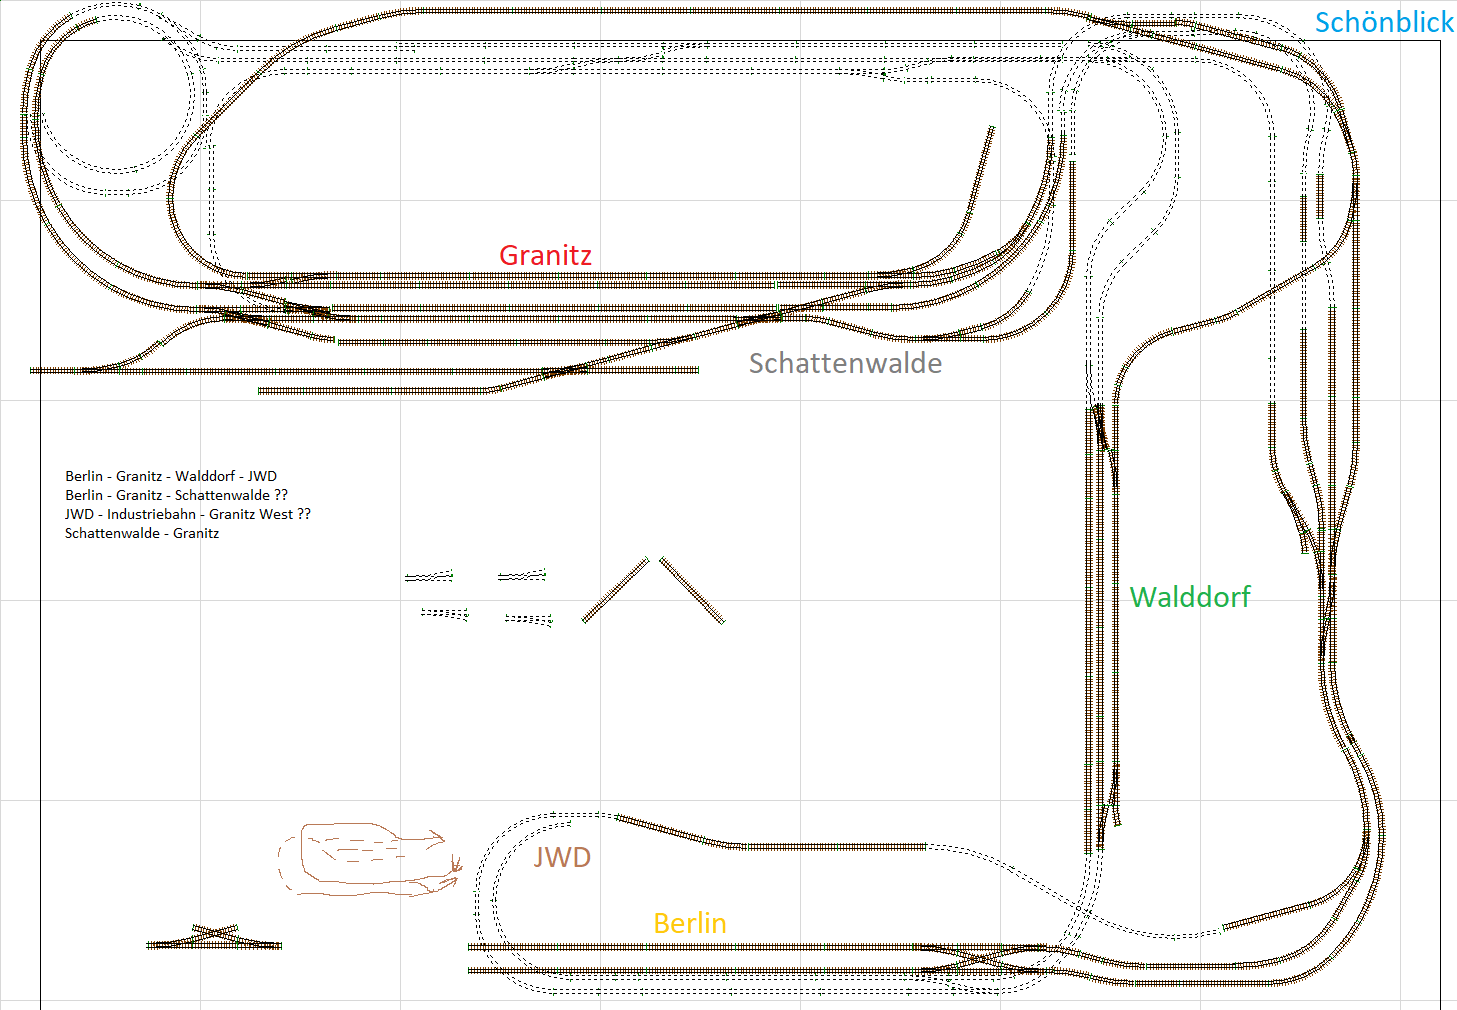 Schönblick
Granitz
Schattenwalde
Berlin - Granitz - Walddorf - JWD
Berlin - Granitz - Schattenwalde ??
JWD - Industriebahn - Granitz West ??
Schattenwalde - Granitz
Walddorf
JWD
Berlin